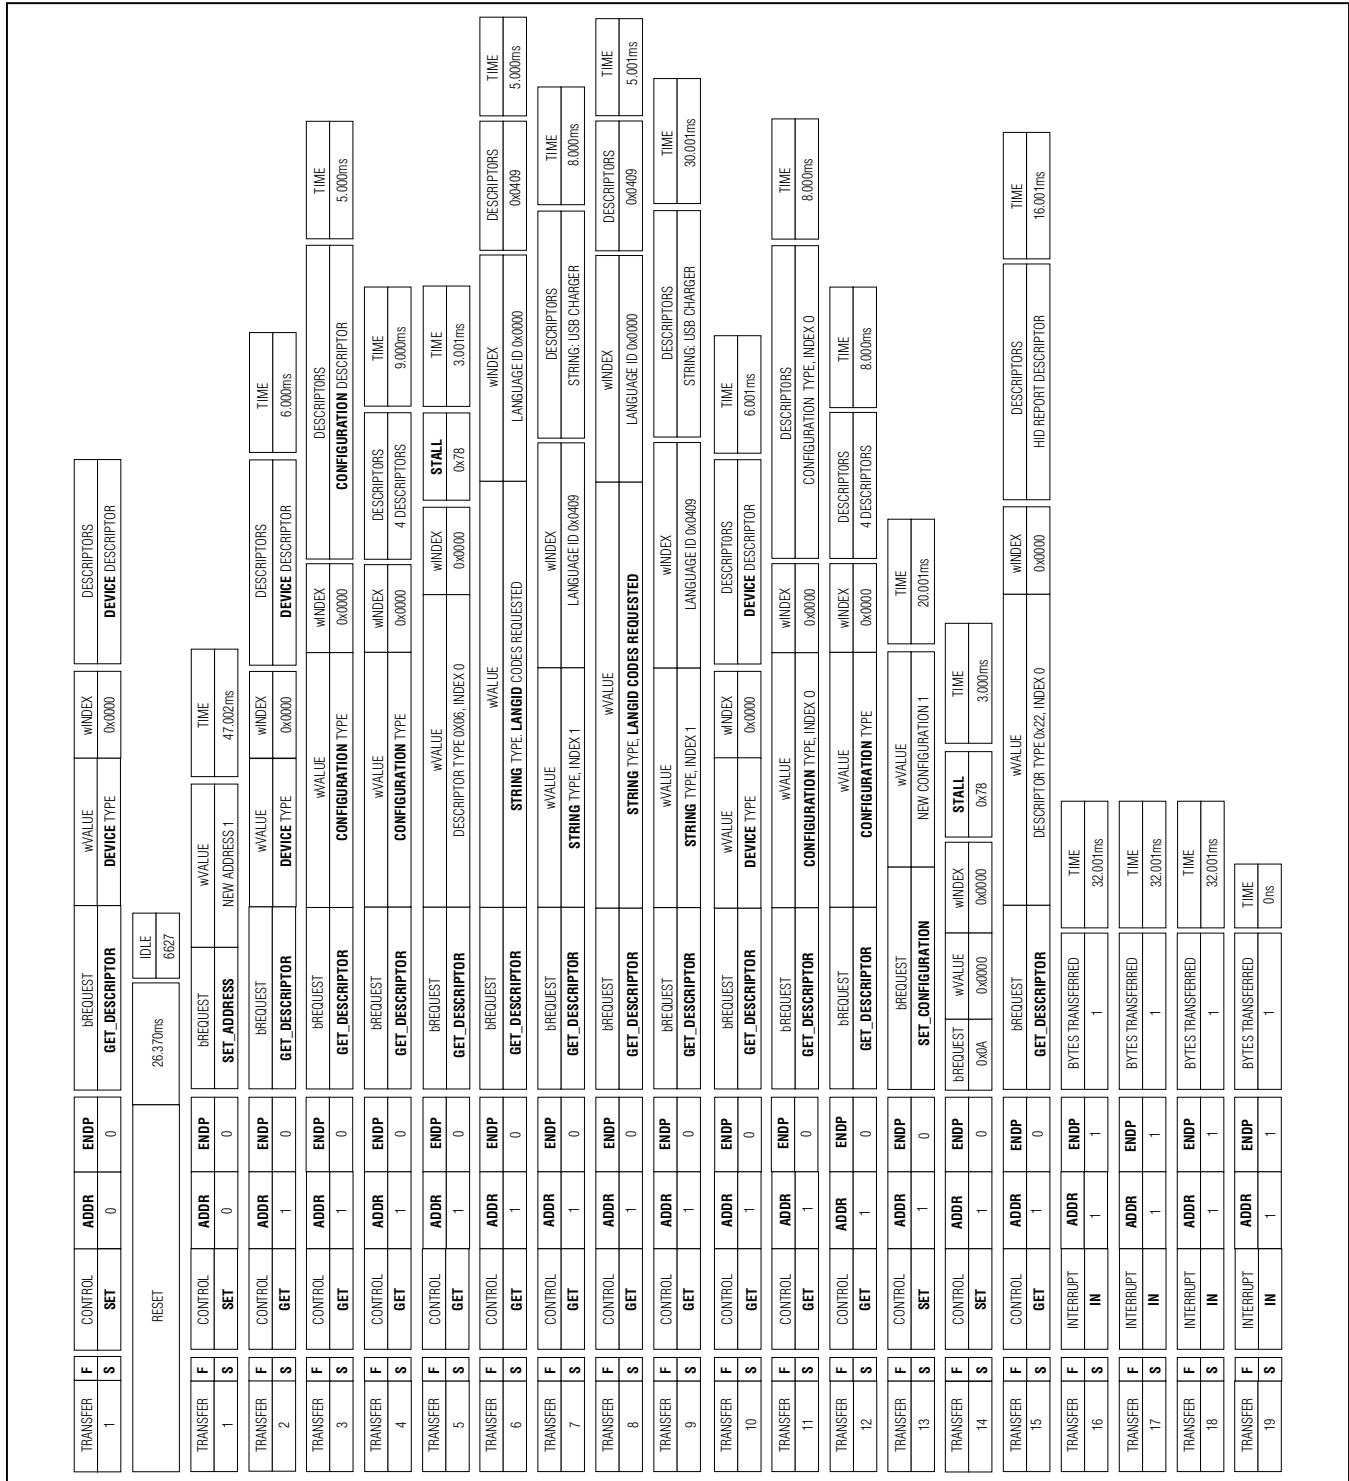 TRANSFER F CONTROL ADDR ENDP bREQUEST wVALUE wINDEX DESCRIPTORS
1 S SET 0 0 GET_DESCRIPTOR DEVICE TYPE 0x0000 DEVICE DESCRIPTOR
RESET 26.370ms IDLE
6627
TRANSFER F CONTROL ADDR ENDP bREQUEST wVALUE TIME
1 S SET 0 0 SET_ADDRESS NEW ADDRESS 1 47.002ms
TRANSFER F CONTROL ADDR ENDP bREQUEST wVALUE wINDEX DESCRIPTORS TIME
2 S GET 1 0 GET_DESCRIPTOR DEVICE TYPE 0x0000 DEVICE DESCRIPTOR 6.000ms
TRANSFER F CONTROL ADDR ENDP bREQUEST wVALUE wINDEX DESCRIPTORS TIME
3 S GET 1 0 GET_DESCRIPTOR CONFIGURATION TYPE 0x0000 CONFIGURATION DESCRIPTOR 5.000ms
TRANSFER F CONTROL ADDR ENDP bREQUEST wVALUE wINDEX DESCRIPTORS TIME
4 S GET 1 0 GET_DESCRIPTOR CONFIGURATION TYPE 0x0000 4 DESCRIPTORS 9.000ms
TRANSFER F CONTROL ADDR ENDP bREQUEST wVALUE wINDEX STALL TIME
5 S GET 1 0 GET_DESCRIPTOR DESCRIPTOR TYPE 0X06, INDEX 0 0x0000 0x78 3.001ms
TRANSFER F CONTROL ADDR ENDP bREQUEST wVALUE wINDEX DESCRIPTORS TIME
6 S GET 1 0 GET_DESCRIPTOR STRING TYPE. LANGID CODES REQUESTED LANGUAGE ID 0x0000 0x0409 5.000ms
TRANSFER F CONTROL ADDR ENDP bREQUEST wVALUE wINDEX DESCRIPTORS TIME
7 S GET 1 0 GET_DESCRIPTOR STRING TYPE, INDEX 1 LANGUAGE ID 0x0409 STRING: USB CHARGER 8.000ms
TRANSFER F CONTROL ADDR ENDP bREQUEST wVALUE wINDEX DESCRIPTORS TIME
8 S GET 1 0 GET_DESCRIPTOR STRING TYPE, LANGID CODES REQUESTED LANGUAGE ID 0x0000 0x0409 5.001ms
TRANSFER F CONTROL ADDR ENDP bREQUEST wVALUE wINDEX DESCRIPTORS TIME
9 S GET 1 0 GET_DESCRIPTOR STRING TYPE, INDEX 1 LANGUAGE ID 0x0409 STRING: USB CHARGER 30.001ms
TRANSFER F CONTROL ADDR ENDP bREQUEST wVALUE wINDEX DESCRIPTORS TIME
10 S GET 1 0 GET_DESCRIPTOR DEVICE TYPE 0x0000 DEVICE DESCRIPTOR 6.001ms
TRANSFER F CONTROL ADDR ENDP bREQUEST wVALUE wINDEX DESCRIPTORS TIME
11 S GET 1 0 GET_DESCRIPTOR CONFIGURATION TYPE, INDEX 0 0x0000 CONFIGURATION TYPE, INDEX 0 8.000ms
TRANSFER F CONTROL ADDR ENDP bREQUEST wVALUE wINDEX DESCRIPTORS TIME
12 S GET 1 0 GET_DESCRIPTOR CONFIGURATION TYPE 0x0000 4 DESCRIPTORS 8.000ms
TRANSFER F CONTROL ADDR ENDP bREQUEST wVALUE TIME
13 S SET 1 0 SET_CONFIGURATION NEW CONFIGURATION 1 20.001ms
TRANSFER F CONTROL ADDR ENDP bREQUEST wVALUE wINDEX STALL TIME
14 S SET 1 0 0x0A 0x0000 0x0000 0x78 3.000ms
TRANSFER F CONTROL ADDR ENDP bREQUEST wVALUE wINDEX DESCRIPTORS TIME
15 S GET 1 0 GET_DESCRIPTOR DESCRIPTOR TYPE 0x22, INDEX 0 0x0000 HID REPORT DESCRIPTOR 16.001ms
TRANSFER F INTERRUPT ADDR ENDP BYTES TRANSFERRED TIME
16 S IN 1 1 1 32.001ms
TRANSFER F INTERRUPT ADDR ENDP BYTES TRANSFERRED TIME
17 S IN 1 1 1 32.001ms
TRANSFER F INTERRUPT ADDR ENDP BYTES TRANSFERRED TIME
18 S IN 1 1 1 32.001ms
TRANSFER F INTERRUPT ADDR ENDP BYTES TRANSFERRED TIME
19 S IN 1 1 1 0ns